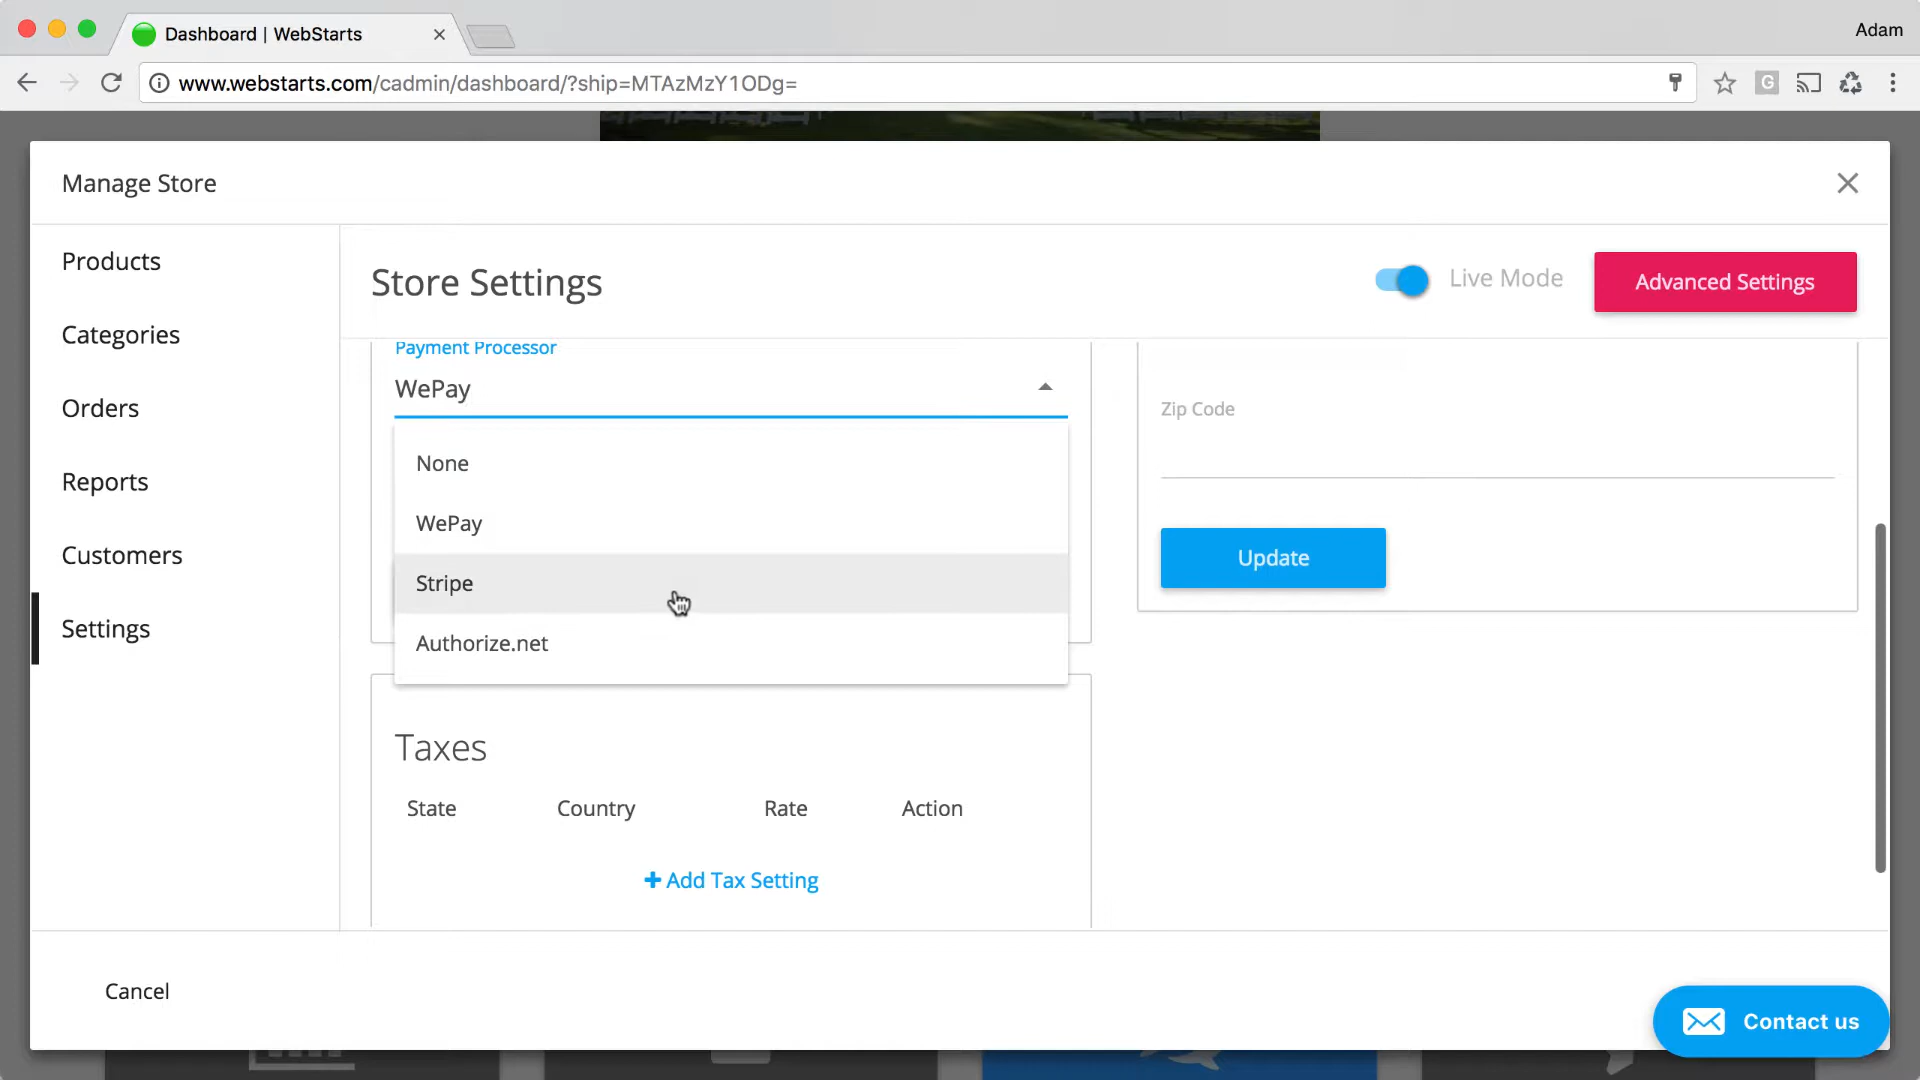 Dashboard | WebStarts
Adam
www.webstarts.com/cadmin/dashboard/?ship=MTAzMzY1ODg=
G
Manage Store
Products
Categories
Orders
Reports
Customers
Settings
Store Settings
Live Mode
Advanced Settings
Payment Processor
WePay
None
WePay
Stripe
Authorize.net
Zip Code
Update
Taxes
State Country Rate Action
+ Add Tax Setting
Cancel
Contact us